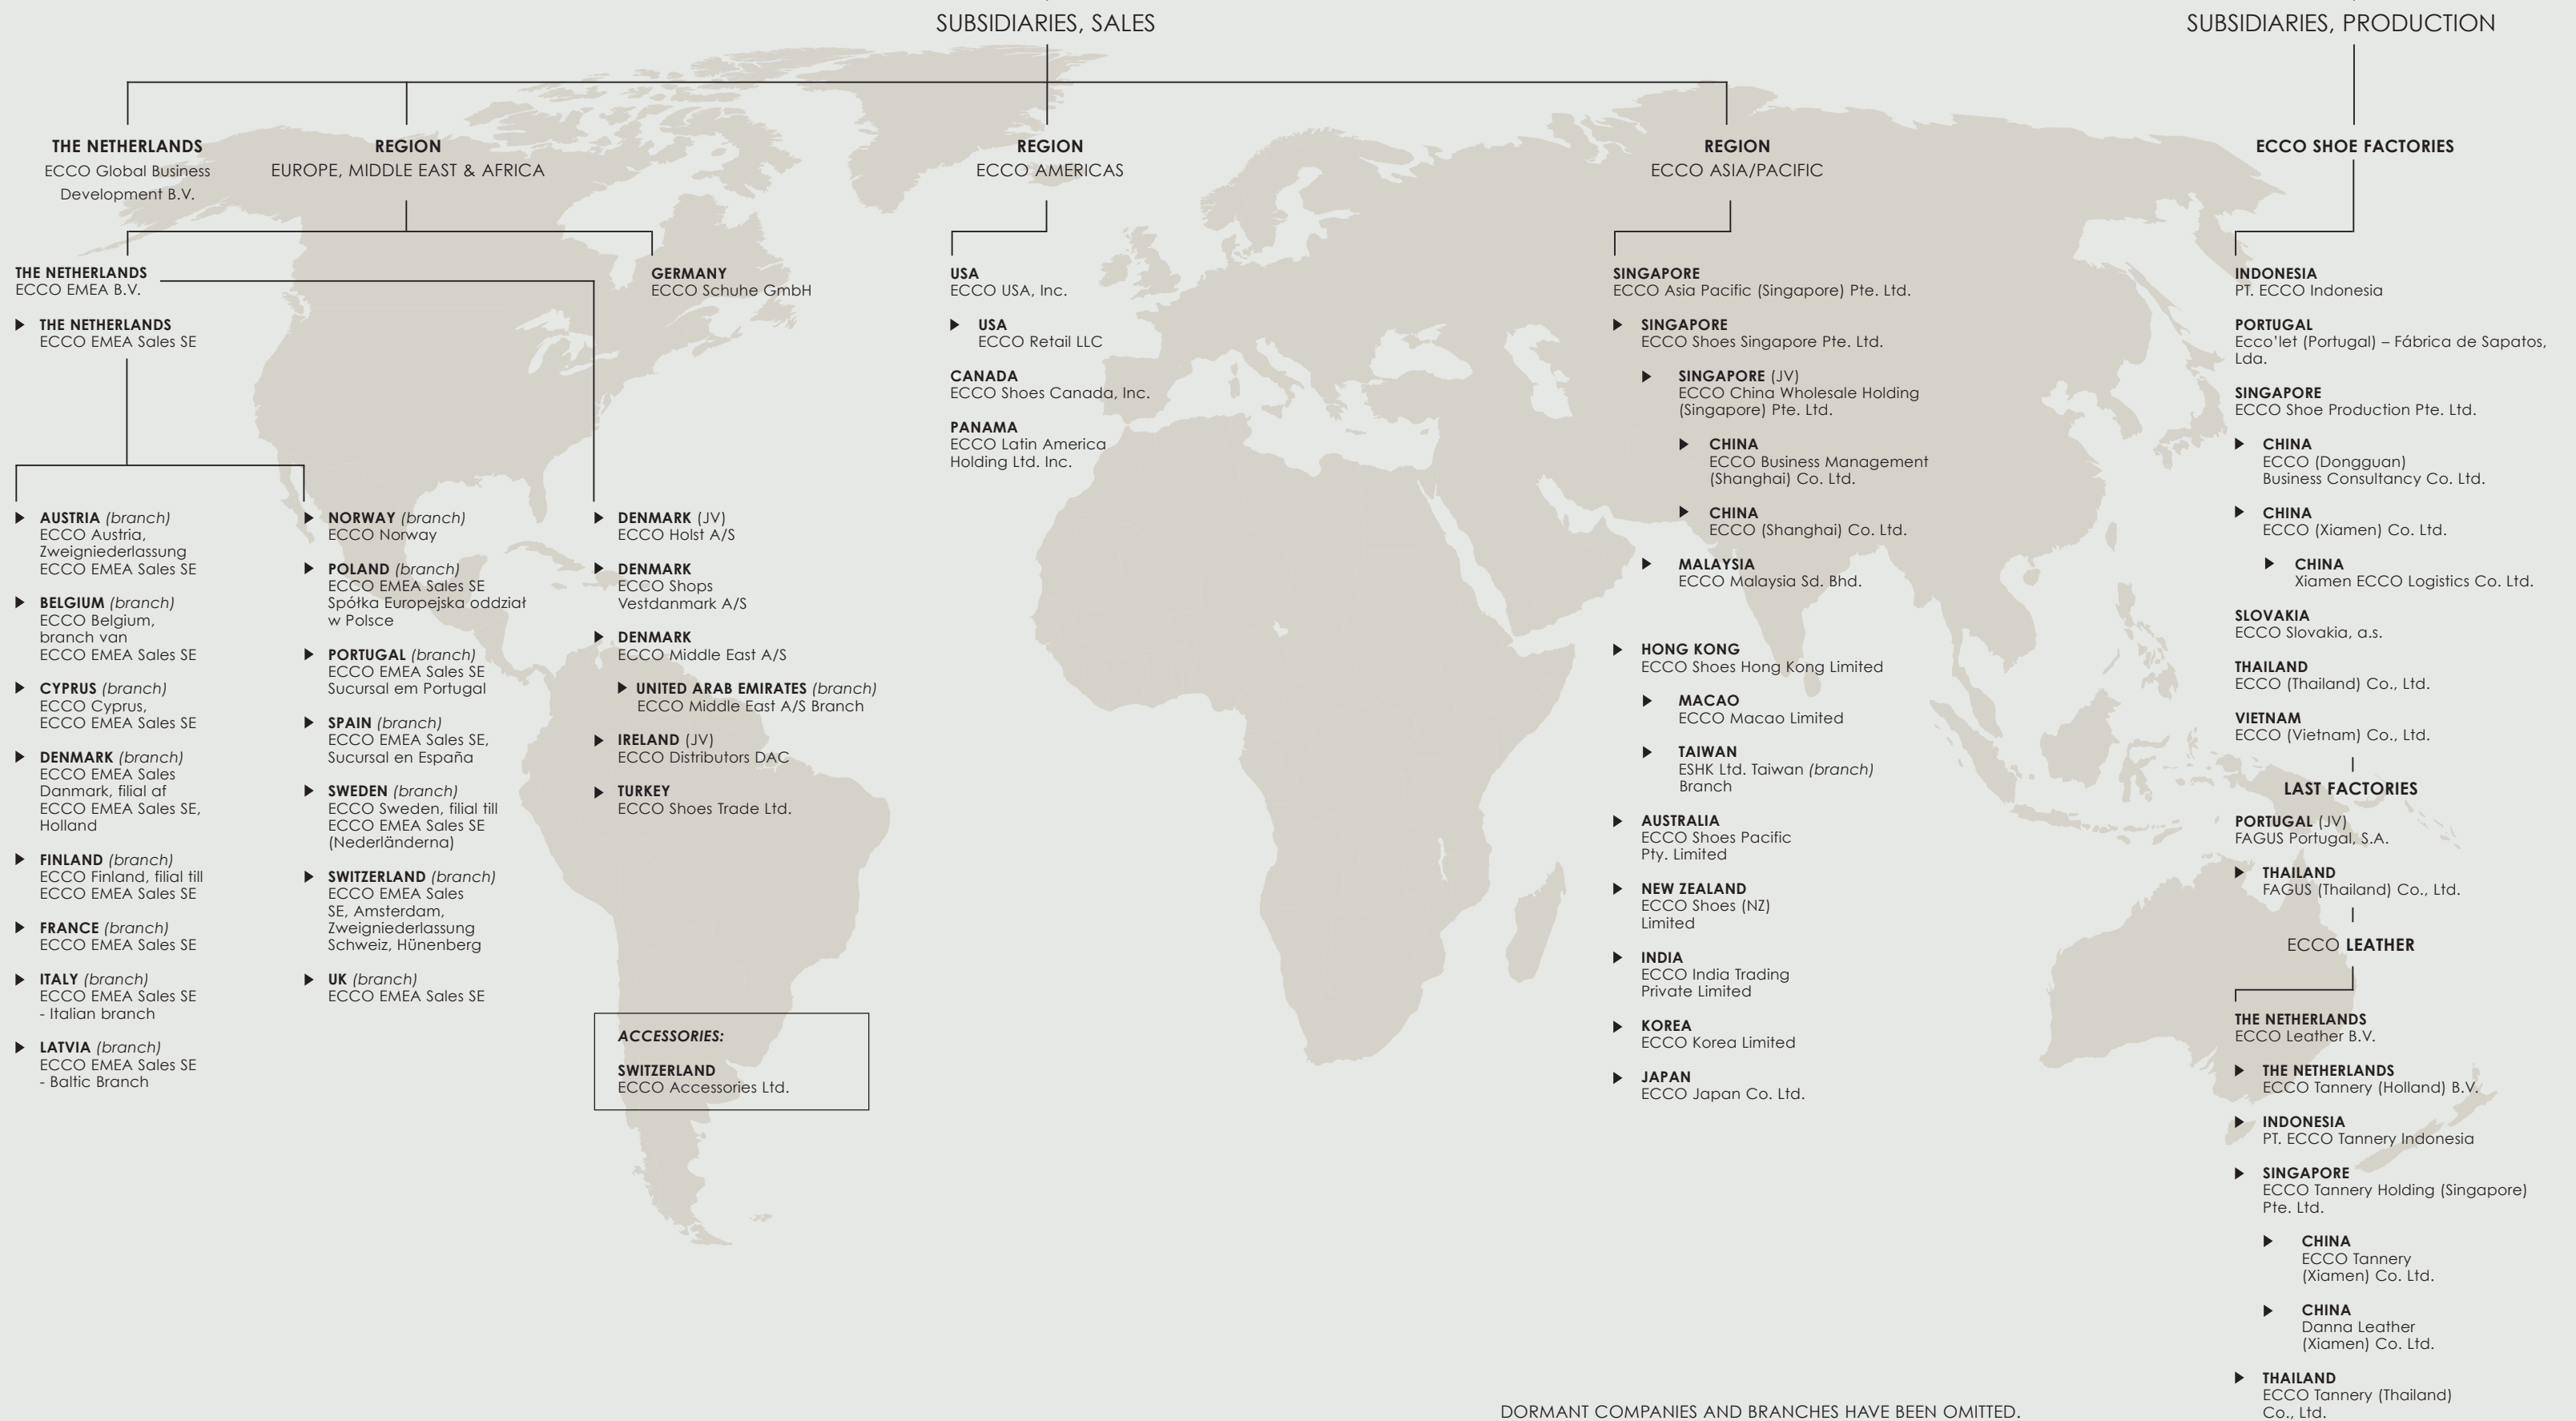 SUBSIDIARIES, SALES
THE NETHERLANDS
ECCO Global Business
Development B.V.
REGION
EUROPE, MIDDLE EAST & AFRICA
THE NETHERLANDS
ECCO EMEA B.V.
THE NETHERLANDS
ECCO EMEA Sales SE
GERMANY
ECCO Schuhe GmbH
AUSTRIA (branch)
ECCO Austria,
Zweigniederlassung
ECCO EMEA Sales SE
BELGIUM (branch)
ECCO Belgium,
branch van
ECCO EMEA Sales SE
CYPRUS (branch)
ECCO Cyprus,
ECCO EMEA Sales SE
DENMARK (branch)
ECCO EMEA Sales
Danmark, filial af
ECCO EMEA Sales SE,
Holland
FINLAND (branch)
ECCO Finland, filial till
ECCO EMEA Sales SE
FRANCE (branch)
ECCO EMEA Sales SE
ITALY (branch)
ECCO EMEA Sales SE
- Italian branch
LATVIA (branch)
ECCO EMEA Sales SE
- Baltic Branch
NORWAY (branch)
ECCO Norway
POLAND (branch)
ECCO EMEA Sales SE
Spółka Europejska oddział
w Polsce
PORTUGAL (branch)
ECCO EMEA Sales SE
Sucursal em Portugal
SPAIN (branch)
ECCO EMEA Sales SE,
Sucursal en España
SWEDEN (branch)
ECCO Sweden, filial till
ECCO EMEA Sales SE
(Nederländerna)
SWITZERLAND (branch)
ECCO EMEA Sales
SE, Amsterdam,
Zweigniederlassung
Schweiz, Hünenberg
UK (branch)
ECCO EMEA Sales SE
DENMARK (JV)
ECCO Holst A/S
DENMARK
ECCO Shops
Vestdanmark A/S
DENMARK
ECCO Middle East A/S
UNITED ARAB EMIRATES (branch)
ECCO Middle East A/S Branch
IRELAND (JV)
ECCO Distributors DAC
TURKEY
ECCO Shoes Trade Ltd.
ACCESSORIES:
SWITZERLAND
ECCO Accessories Ltd.
REGION
ECCO AMERICAS
USA
ECCO USA, Inc.
USA
ECCO Retail LLC
CANADA
ECCO Shoes Canada, Inc.
PANAMA
ECCO Latin America
Holding Ltd. Inc.
REGION
ECCO ASIA/PACIFIC
SINGAPORE
ECCO Asia Pacific (Singapore) Pte. Ltd.
SINGAPORE
ECCO Shoes Singapore Pte. Ltd.
SINGAPORE (JV)
ECCO China Wholesale Holding
(Singapore) Pte. Ltd.
CHINA
ECCO Business Management
(Shanghai) Co. Ltd.
CHINA
ECCO (Shanghai) Co. Ltd.
MALAYSIA
ECCO Malaysia Sd. Bhd.
HONG KONG
ECCO Shoes Hong Kong Limited
MACAO
ECCO Macao Limited
TAIWAN
ESHK Ltd. Taiwan (branch)
Branch
AUSTRALIA
ECCO Shoes Pacific
Pty. Limited
NEW ZEALAND
ECCO Shoes (NZ)
Limited
INDIA
ECCO India Trading
Private Limited
KOREA
ECCO Korea Limited
JAPAN
ECCO Japan Co. Ltd.
SUBSIDIARIES, PRODUCTION
ECCO SHOE FACTORIES
INDONESIA
PT. ECCO Indonesia
PORTUGAL
Ecco'let (Portugal) – Fábrica de Sapatos,
Lda.
SINGAPORE
ECCO Shoe Production Pte. Ltd.
CHINA
ECCO (Dongguan)
Business Consultancy Co. Ltd.
CHINA
ECCO (Xiamen) Co. Ltd.
CHINA
Xiamen ECCO Logistics Co. Ltd.
SLOVAKIA
ECCO Slovakia, a.s.
THAILAND
ECCO (Thailand) Co., Ltd.
VIETNAM
ECCO (Vietnam) Co., Ltd.
LAST FACTORIES
PORTUGAL (JV)
FAGUS Portugal, S.A.
THAILAND
FAGUS (Thailand) Co., Ltd.
ECCO LEATHER
THE NETHERLANDS
ECCO Leather B.V.
THE NETHERLANDS
ECCO Tannery (Holland) B.V.
INDONESIA
PT. ECCO Tannery Indonesia
SINGAPORE
ECCO Tannery Holding (Singapore)
Pte. Ltd.
CHINA
ECCO Tannery
(Xiamen) Co. Ltd.
CHINA
Danna Leather
(Xiamen) Co. Ltd.
THAILAND
ECCO Tannery (Thailand)
Co., Ltd.
DORMANT COMPANIES AND BRANCHES HAVE BEEN OMITTED.